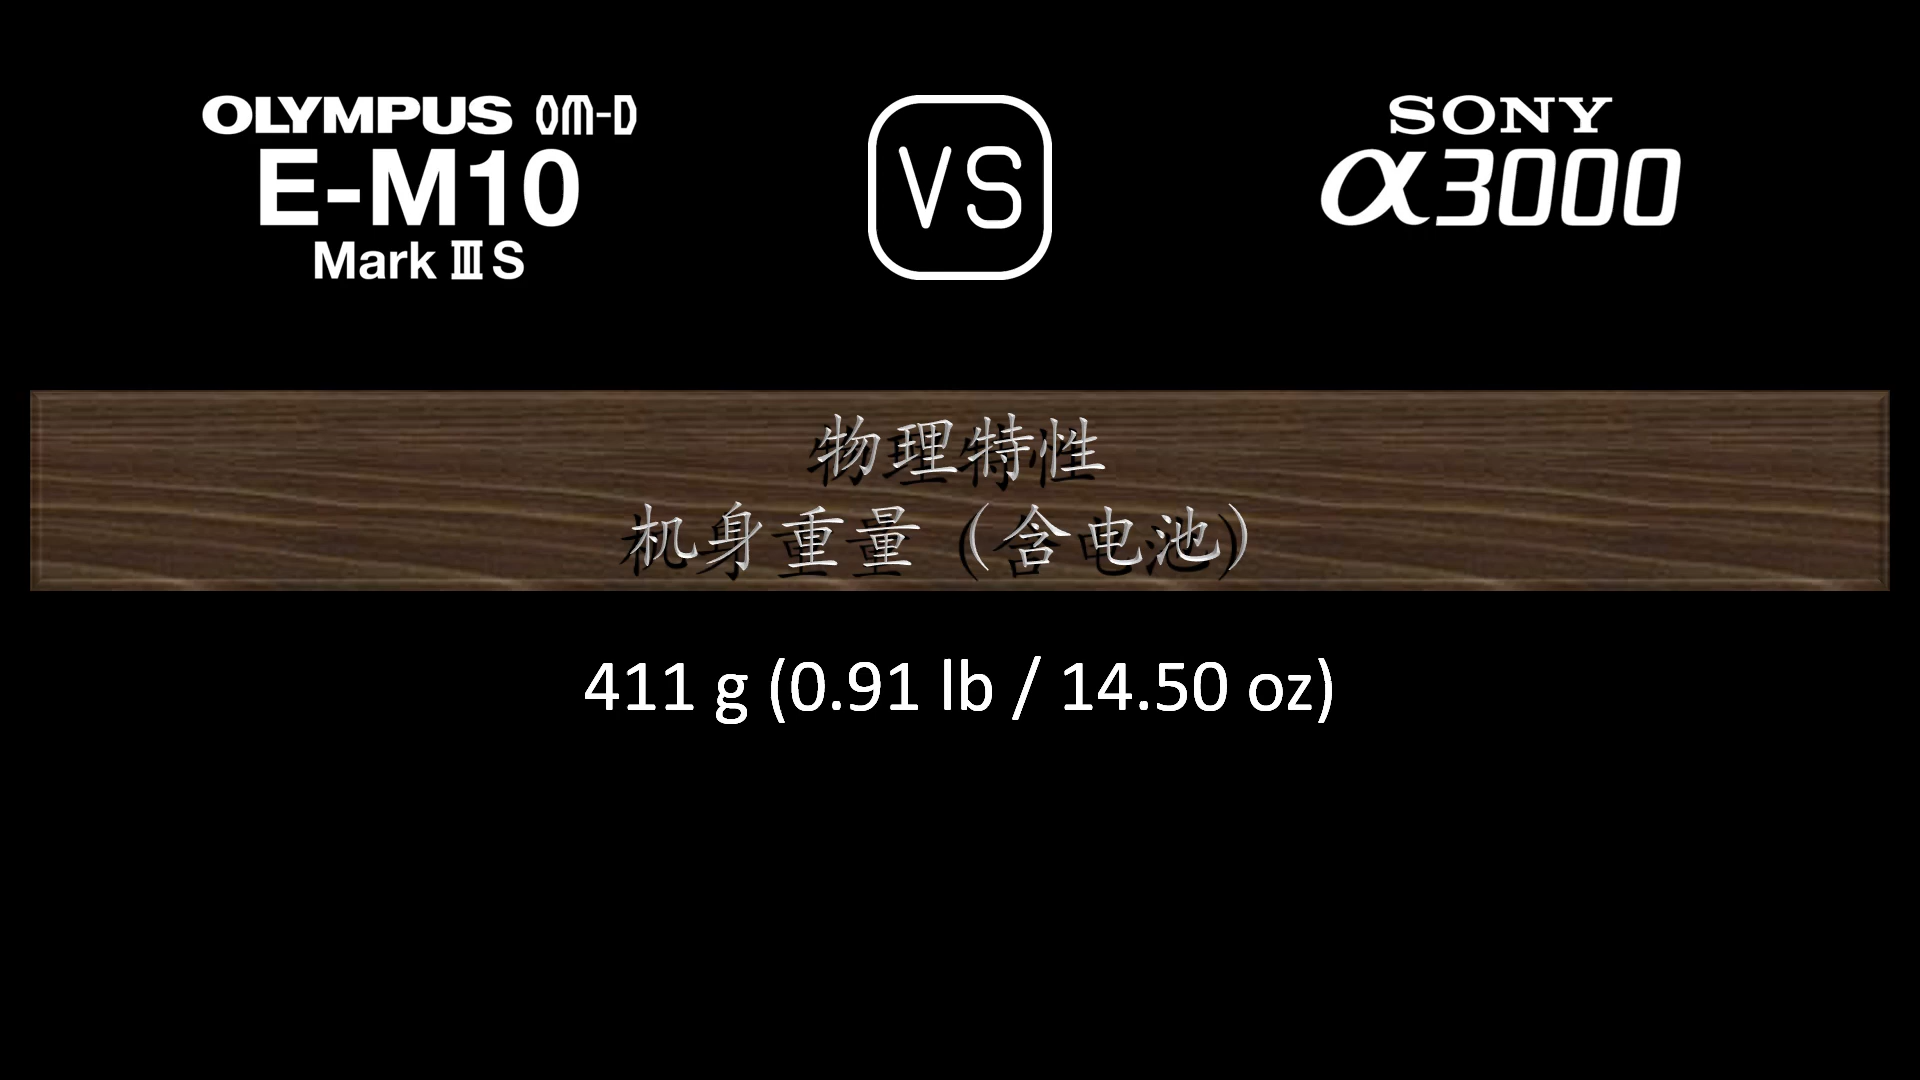 OLYMPUS OM-D
E-M10
Mark Ⅲ S
VS
SONY
α3000
物理特性
机身重量（含电池）
411 g (0.91 lb / 14.50 oz)